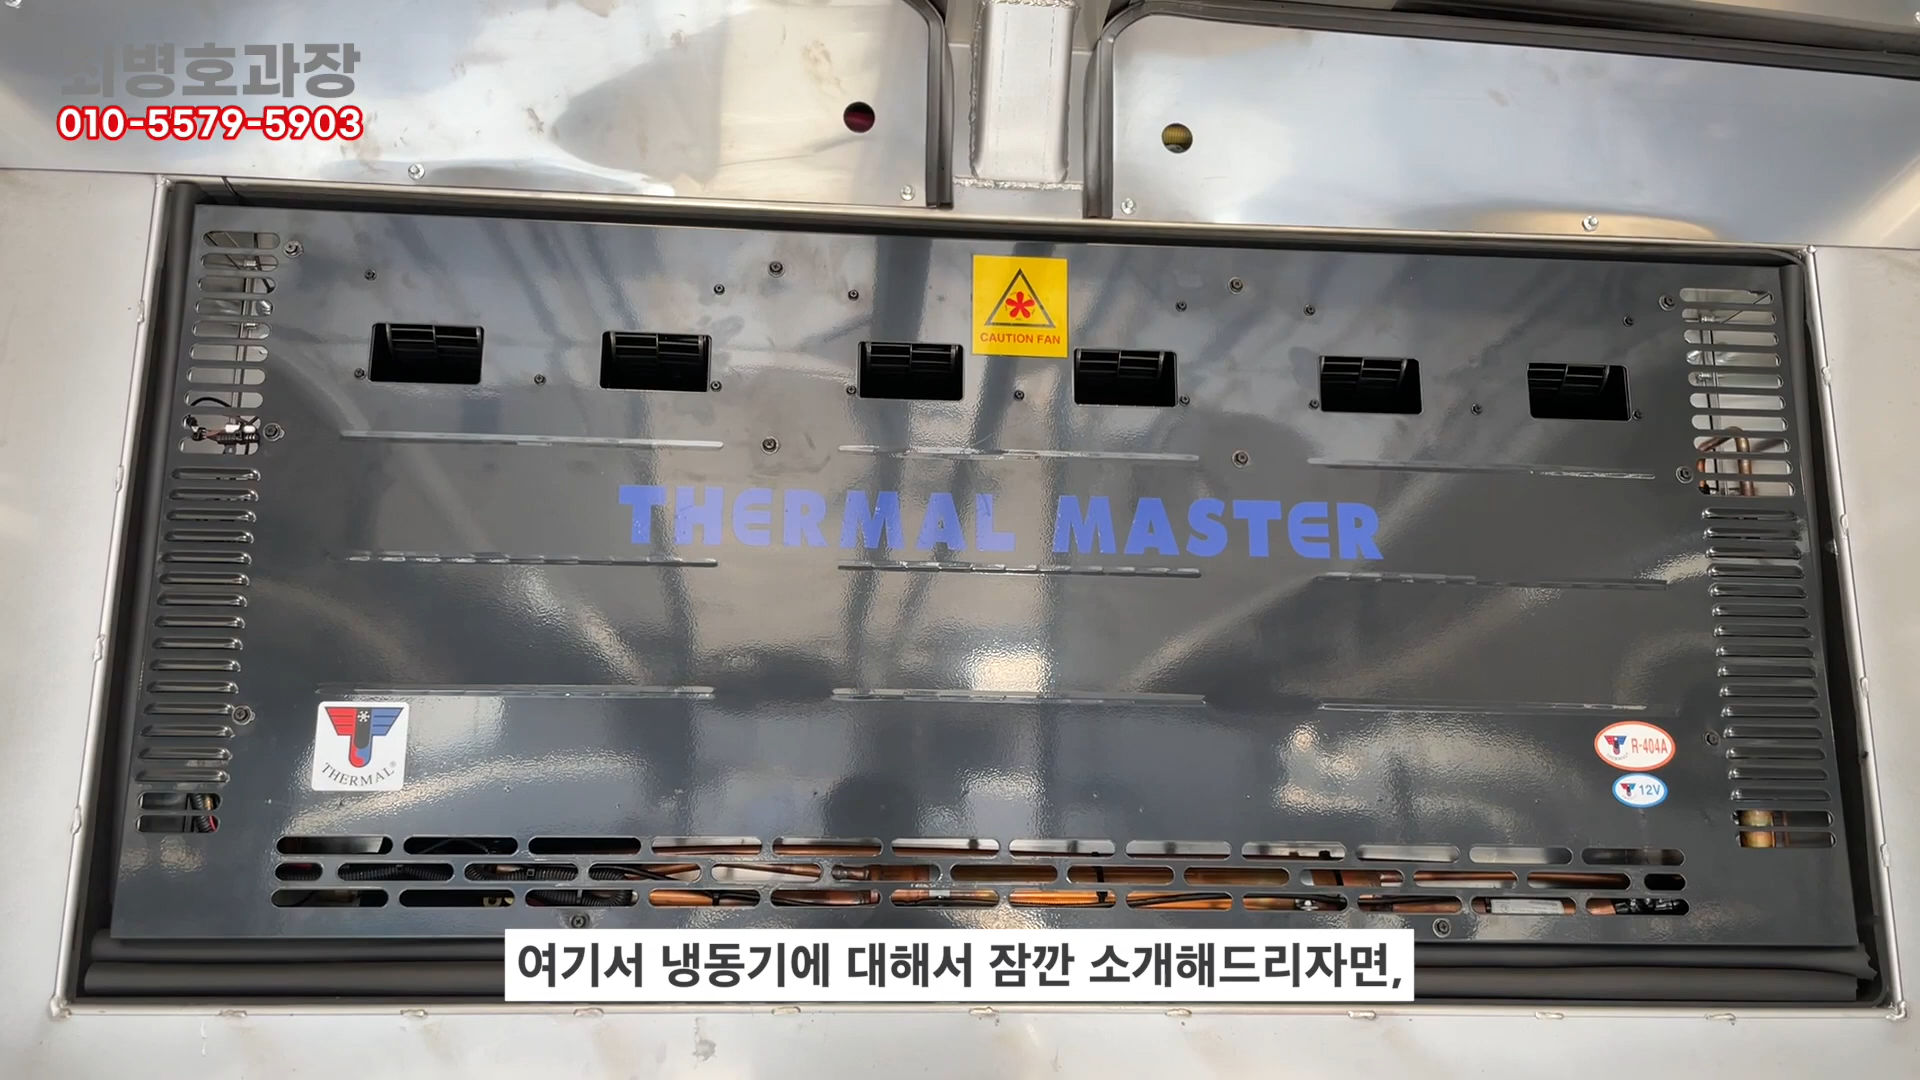 최병호과장
010-5579-5903
CAUTION FAN
THERMAL MASTER
THERMAL®
R-404A
12V
여기서 냉동기에 대해서 잠깐 소개해드리자면,